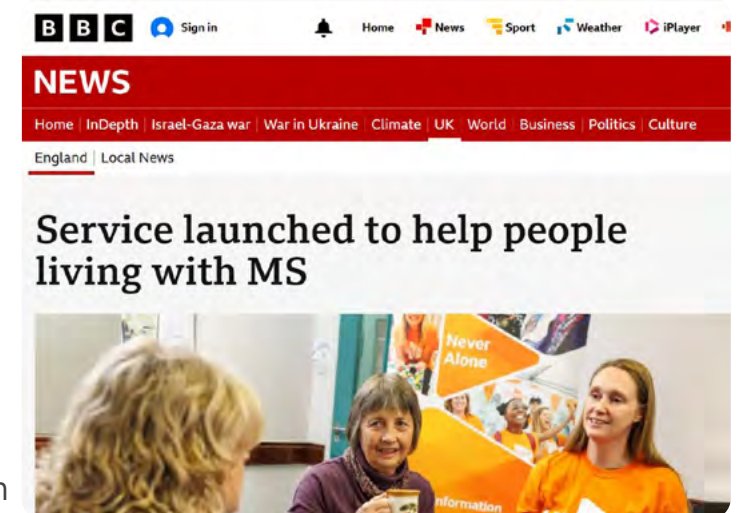 BBC Sign in Home News Sport Weather iPlayer
NEWS
Home InDepth Israel-Gaza war War in Ukraine Climate UK World Business Politics Culture
England Local News
Service launched to help people
living with MS
Never
Alone
nformation
n